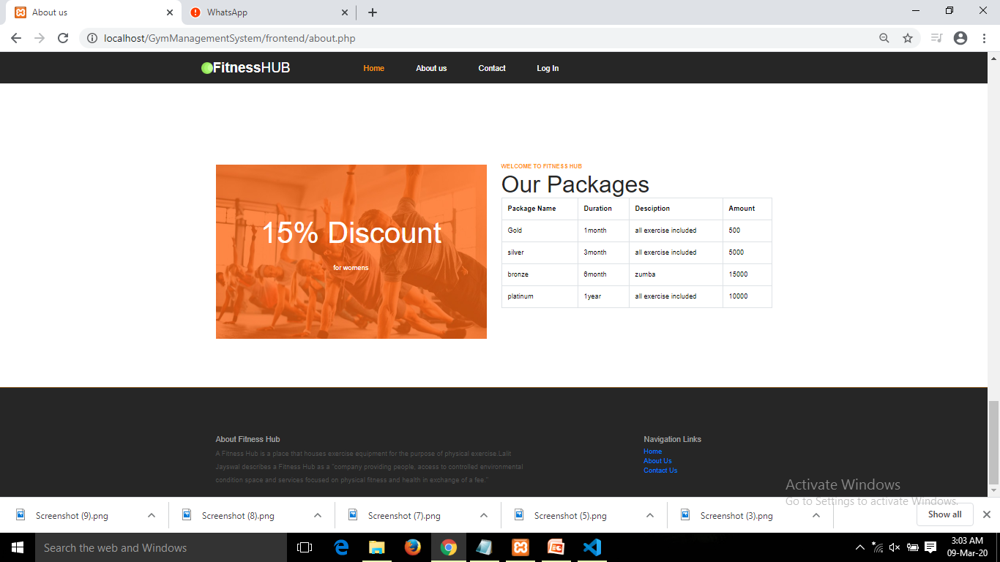 About us
WhatsApp
localhost/GymManagementSystem/frontend/about.php
FitnessHUB
Home
About us
Contact
Log In
15% Discount
for womens
WELCOME TO FITNESS HUB
Our Packages
Package Name Duration Desciption Amount
Gold 1month all exercise included 500
silver 3month all exercise included 5000
bronze 6month zumba 15000
platinum 1year all exercise included 10000
About Fitness Hub
A Fitness Hub is a place that houses exercise equipment for the purpose of physical exercise.Lalit
Jayswal describes a Fitness Hub as a "company providing people, access to controlled environmental
condition space and services focused on physical fitness and health in exchange of a fee."
Navigation Links
Home
About Us
Contact Us
Activate Windows
Go to Settings to activate Windows.
Screenshot (9).png
Screenshot (8).png
Screenshot (7).png
Screenshot (5).png
Screenshot (3).png
Show all
Search the web and Windows
3:03 AM
09-Mar-20